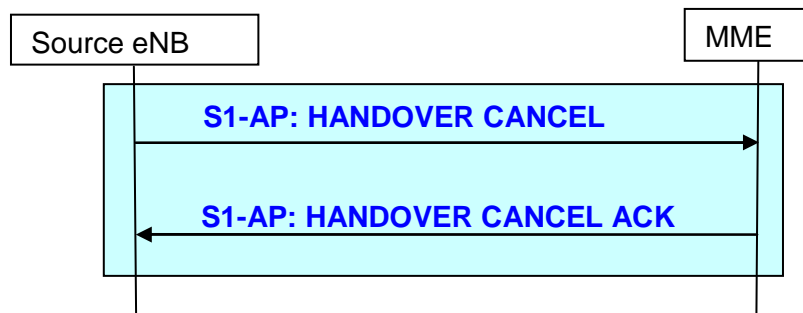 Source eNB
MME
S1-AP: HANDOVER CANCEL
S1-AP: HANDOVER CANCEL ACK